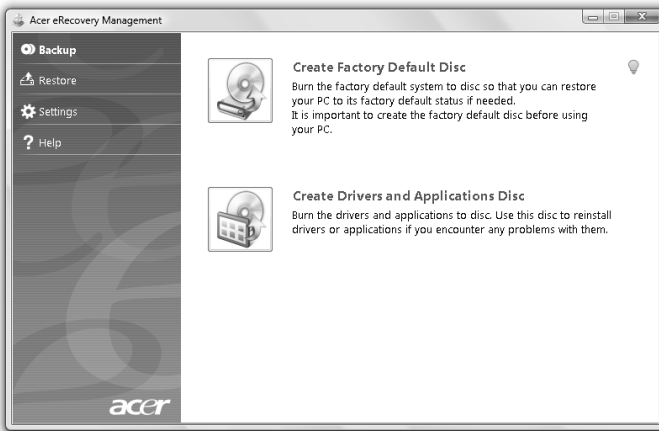 Acer eRecovery Management
Backup
Restore
Settings
Help
Create Factory Default Disc
Burn the factory default system to disc so that you can restore
your PC to its factory default status if needed.
It is important to create the factory default disc before using
your PC.
Create Drivers and Applications Disc
Burn the drivers and applications to disc. Use this disc to reinstall
drivers or applications if you encounter any problems with them.
acer